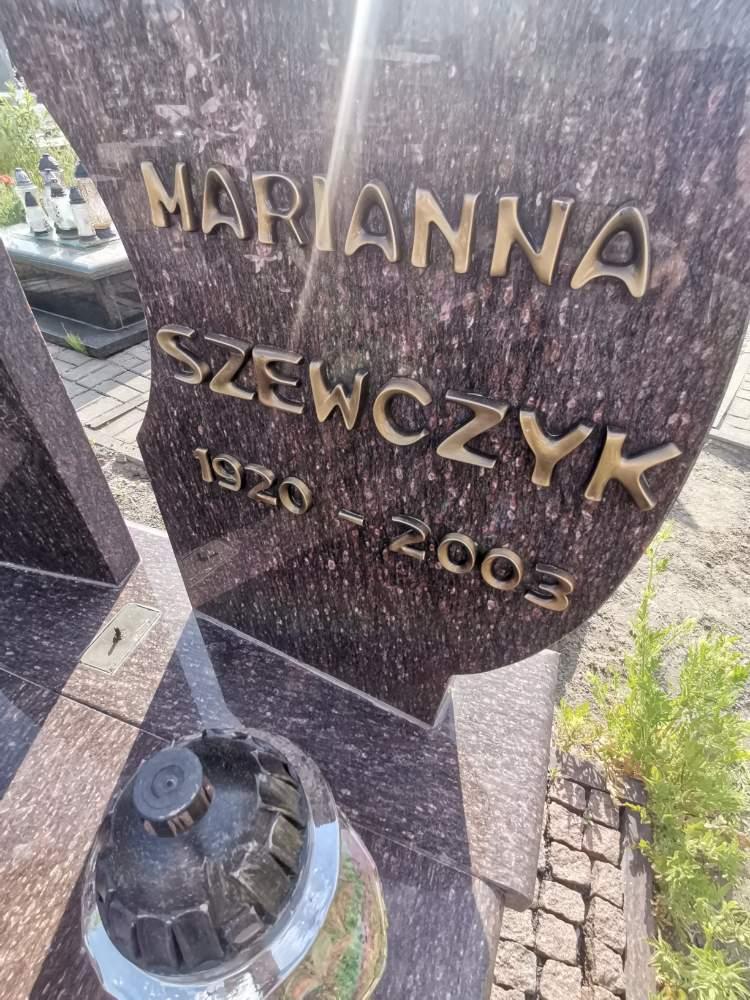 MARIANNA
SZEWCZYK
1920 - 2003